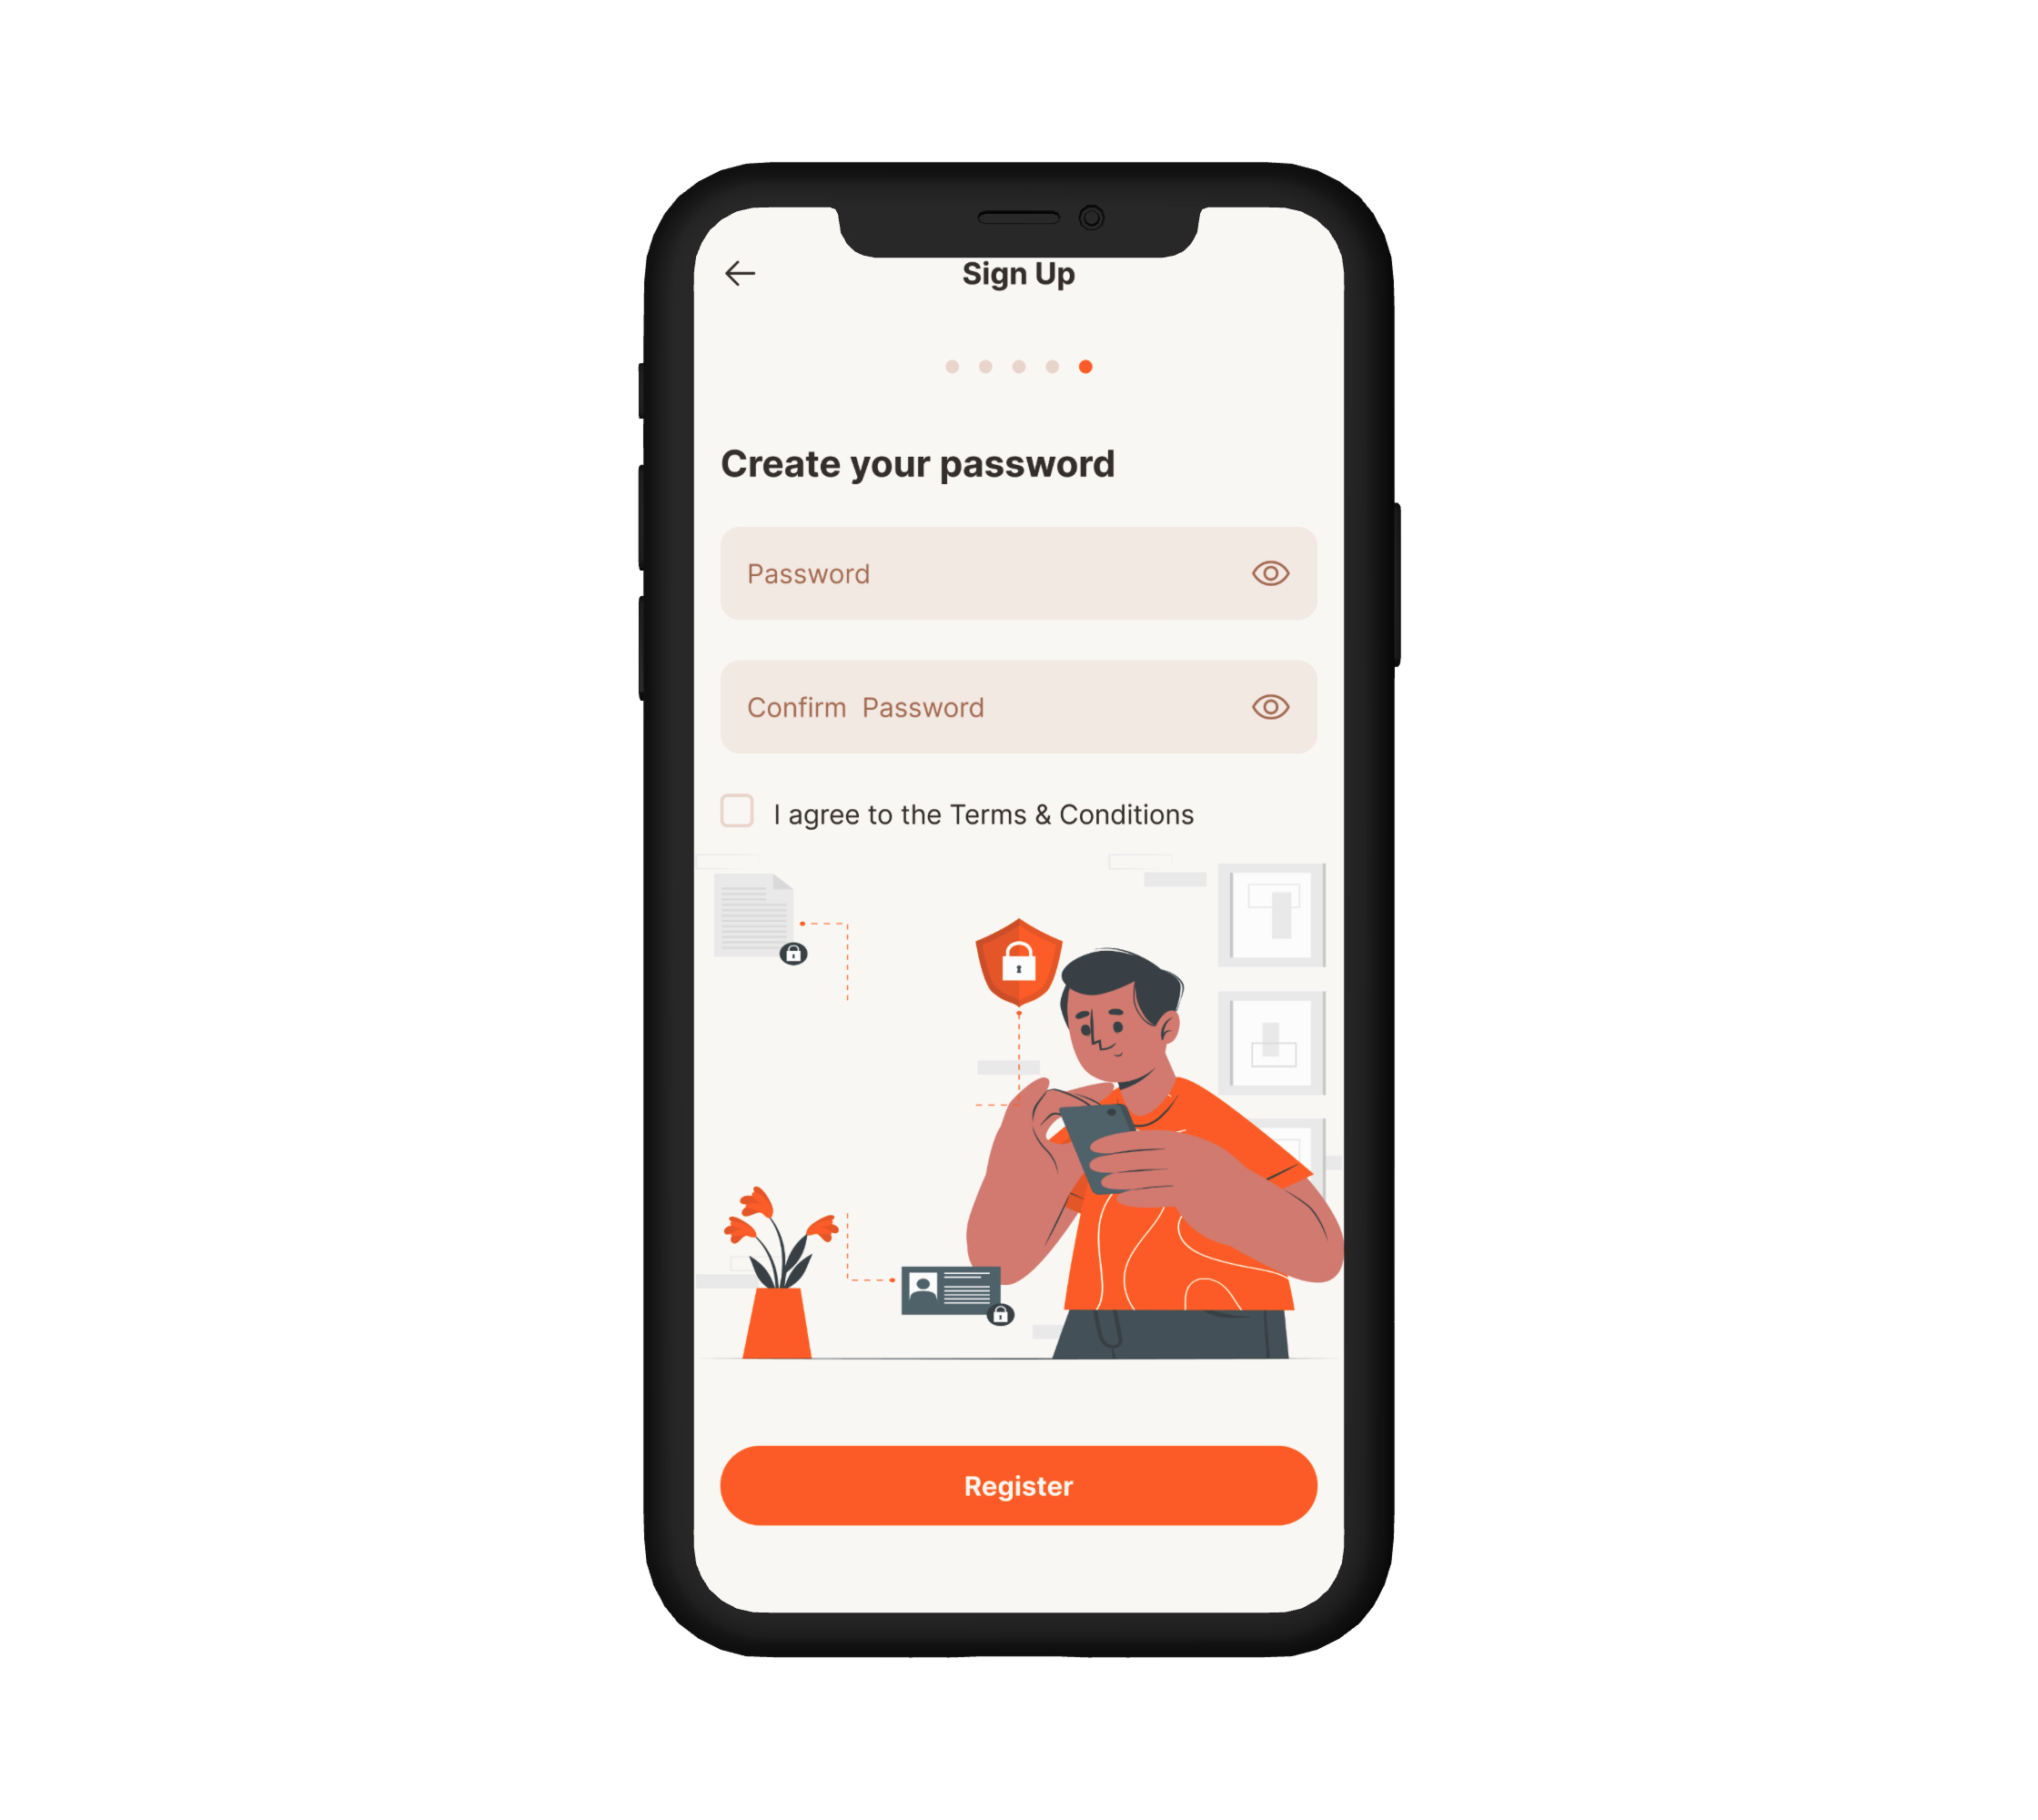 Sign Up
Create your password
Password
Confirm  Password
I agree to the Terms & Conditions
Register